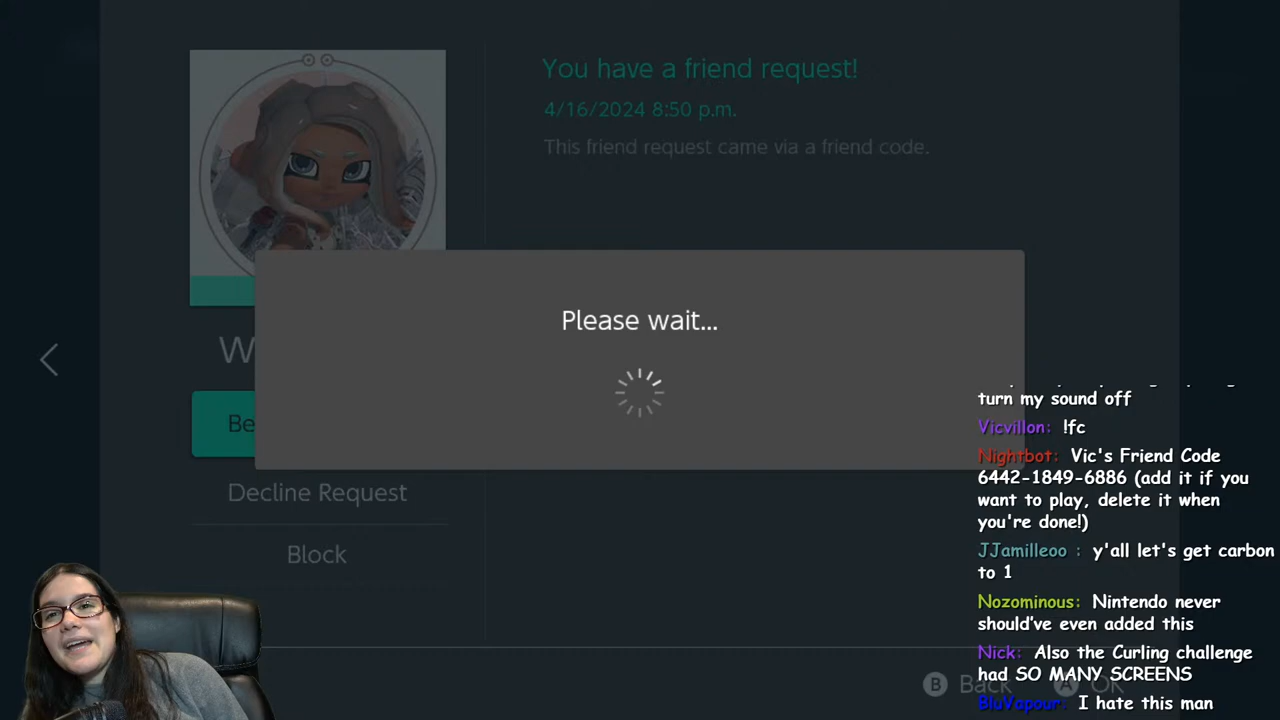 You have a friend request!
4/16/2024 8:50 p.m.
This friend request came via a friend code.
Please wait...
W
Be
Decline Request
Block
B Back A OK
turn my sound off
Vicvillon: !fc
Nightbot: Vic's Friend Code
6442-1849-6886 (add it if you
want to play, delete it when
you're done!)
JJamilleoo : y'all let's get carbon
to 1
Nozominous: Nintendo never
should've even added this
Nick: Also the Curling challenge
had SO MANY SCREENS
BluVapour: I hate this man